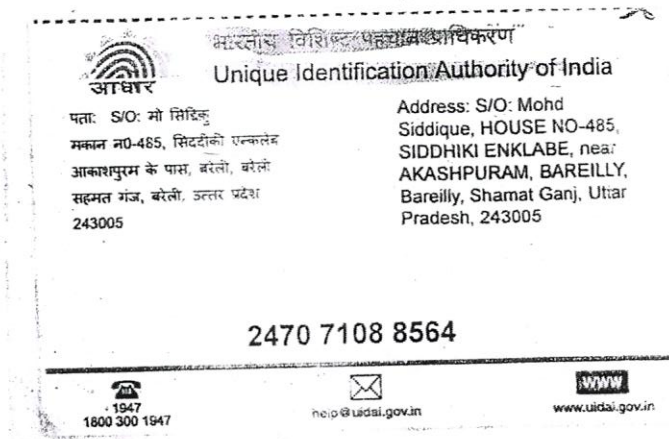 भारतीय विशिष्ट पहचान प्राधिकरण
Unique Identification Authority of India
आधार
पता: S/O: मो सिद्दिकु
मकान न0-485, सिददीकी एन्कलेब
आकाशपुरम के पास, बरेली, बरेली
सहमत गंज, बरेली, उत्तर प्रदेश
243005
Address: S/O: Mohd
Siddique, HOUSE NO-485,
SIDDHIKI ENKLABE, near
AKASHPURAM, BAREILLY,
Bareilly, Shamat Ganj, Uttar
Pradesh, 243005
2470 7108 8564
1947
1800 300 1947
help@uidai.gov.in
WWW
www.uidai.gov.in